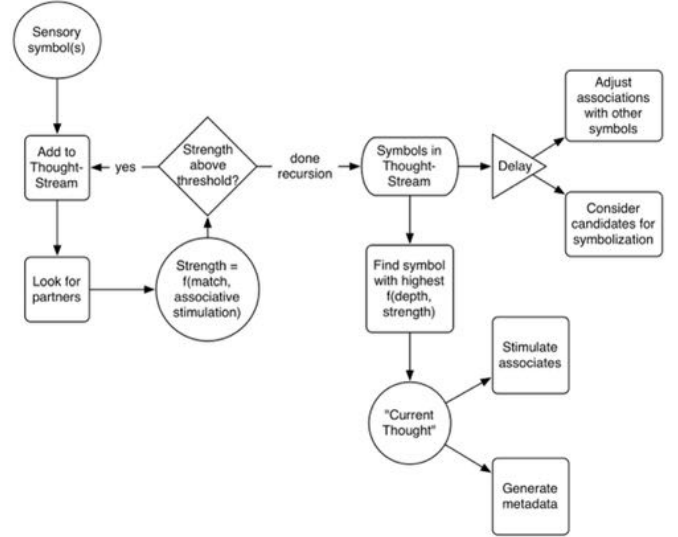 Sensory
symbol(s)
Add to
Thought-
Stream
Look for
partners
Strength =
f(match,
associative
stimulation)
Strength
above
threshold?
yes
done
recursion
Symbols in
Thought-
Stream
Delay
Adjust
associations
with other
symbols
Consider
candidates for
symbolization
Find symbol
with highest
f(depth,
strength)
"Current
Thought"
Stimulate
associates
Generate
metadata